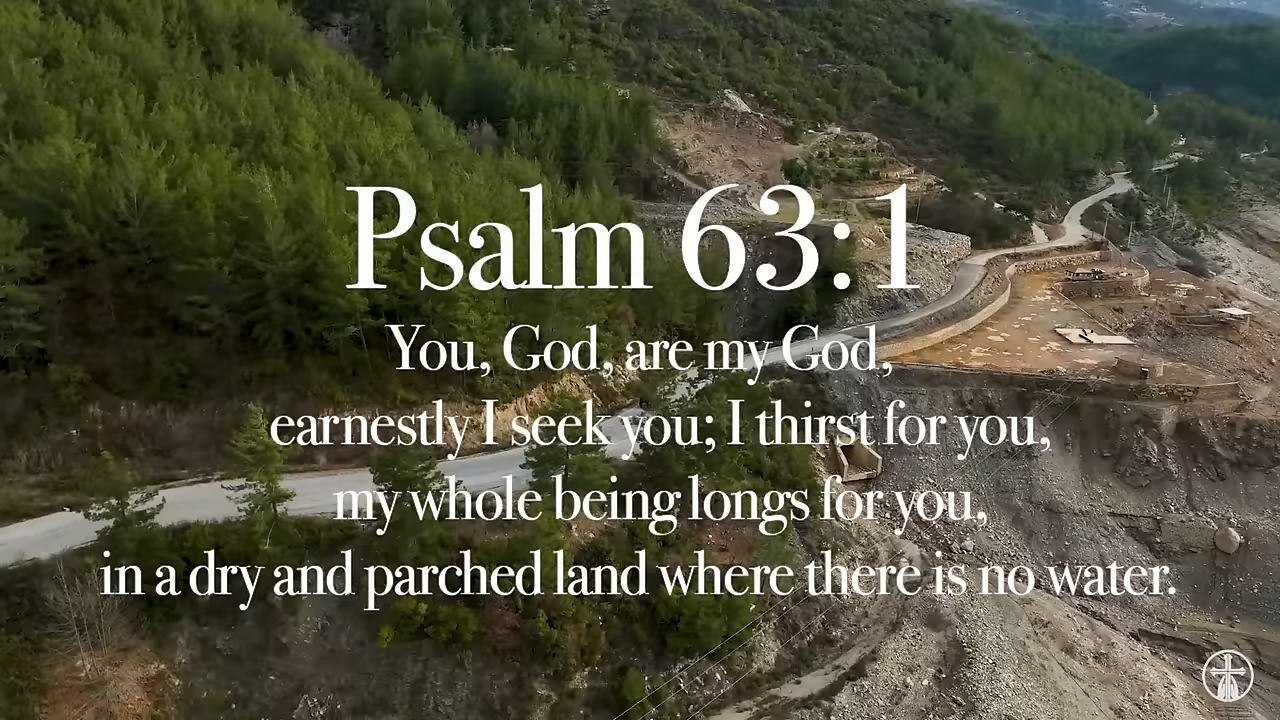 Psalm 63:1
You, God, are my God,
earnestly I seek you; I thirst for you,
my whole being longs for you,
in a dry and parched land where there is no water.